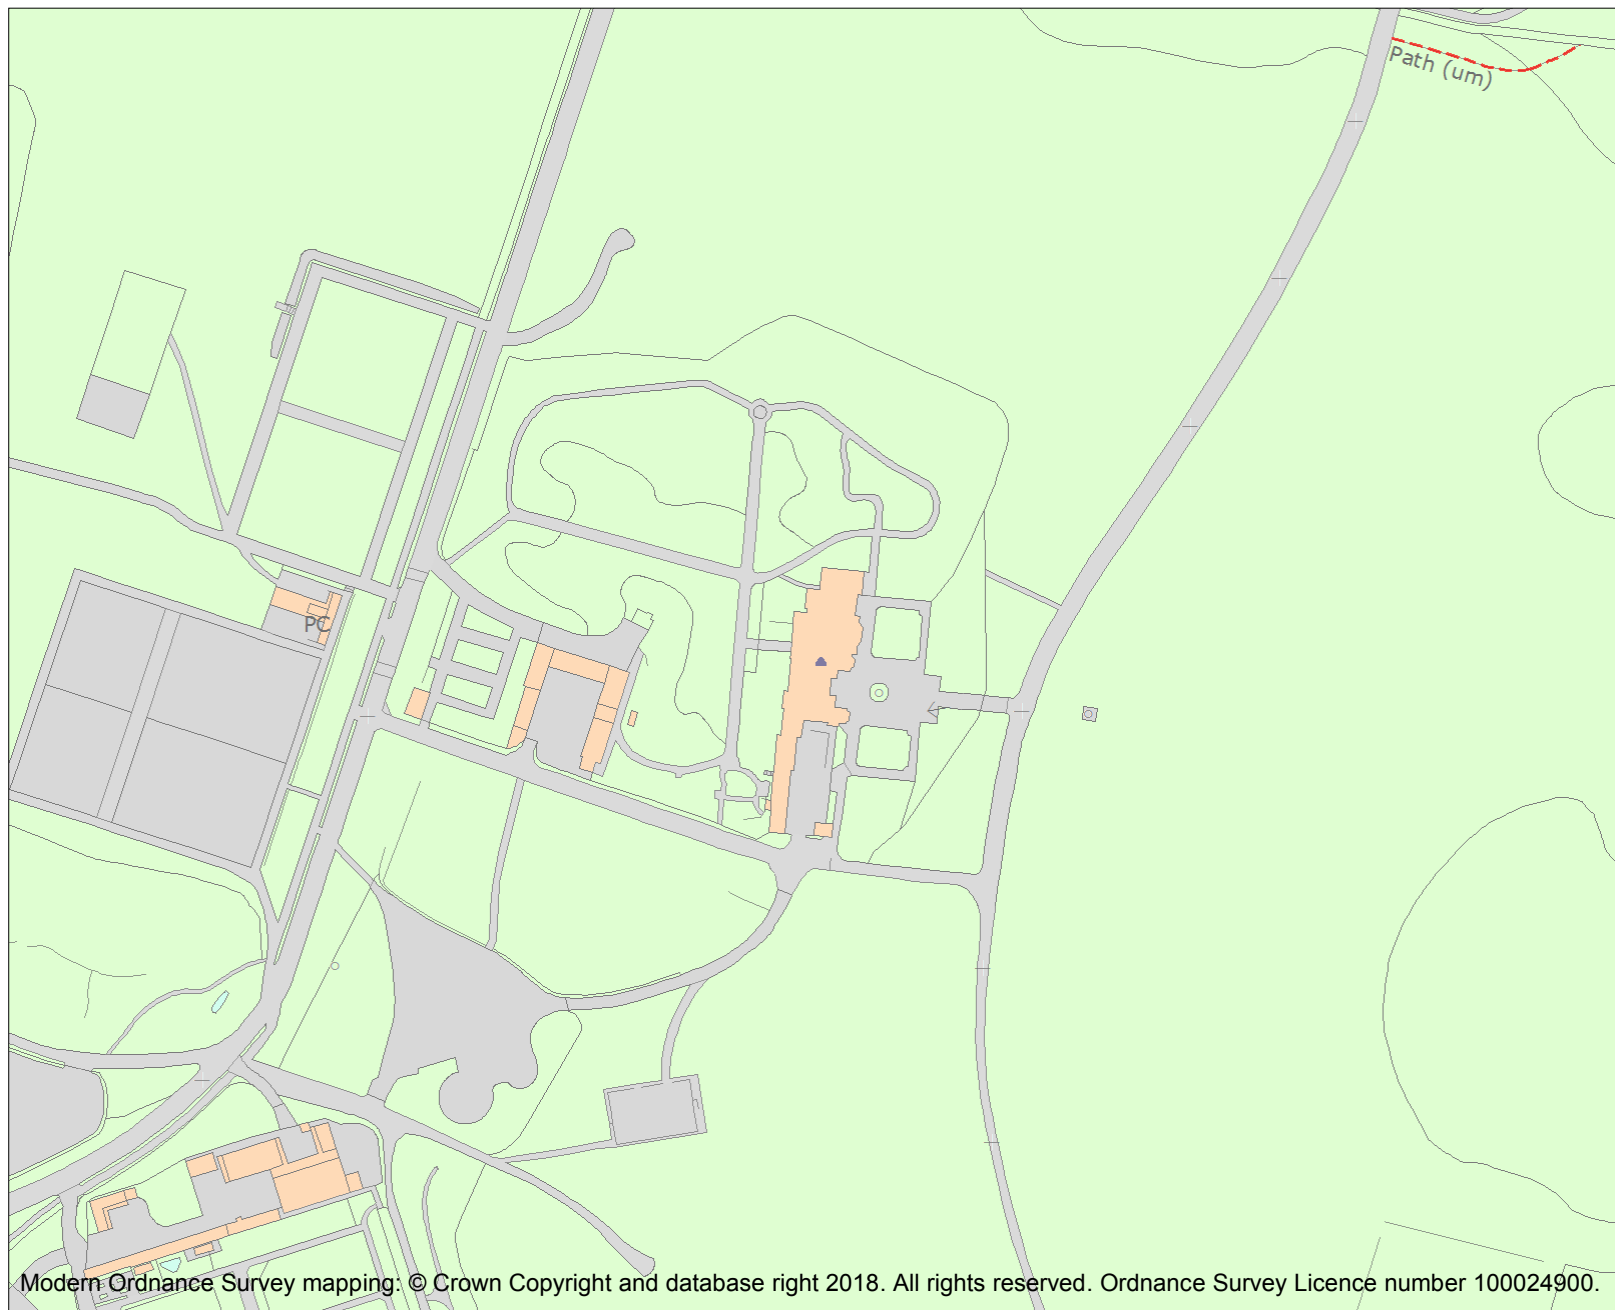 Path (um)
PC
Modern Ordnance Survey mapping: © Crown Copyright and database right 2018. All rights reserved. Ordnance Survey Licence number 100024900.